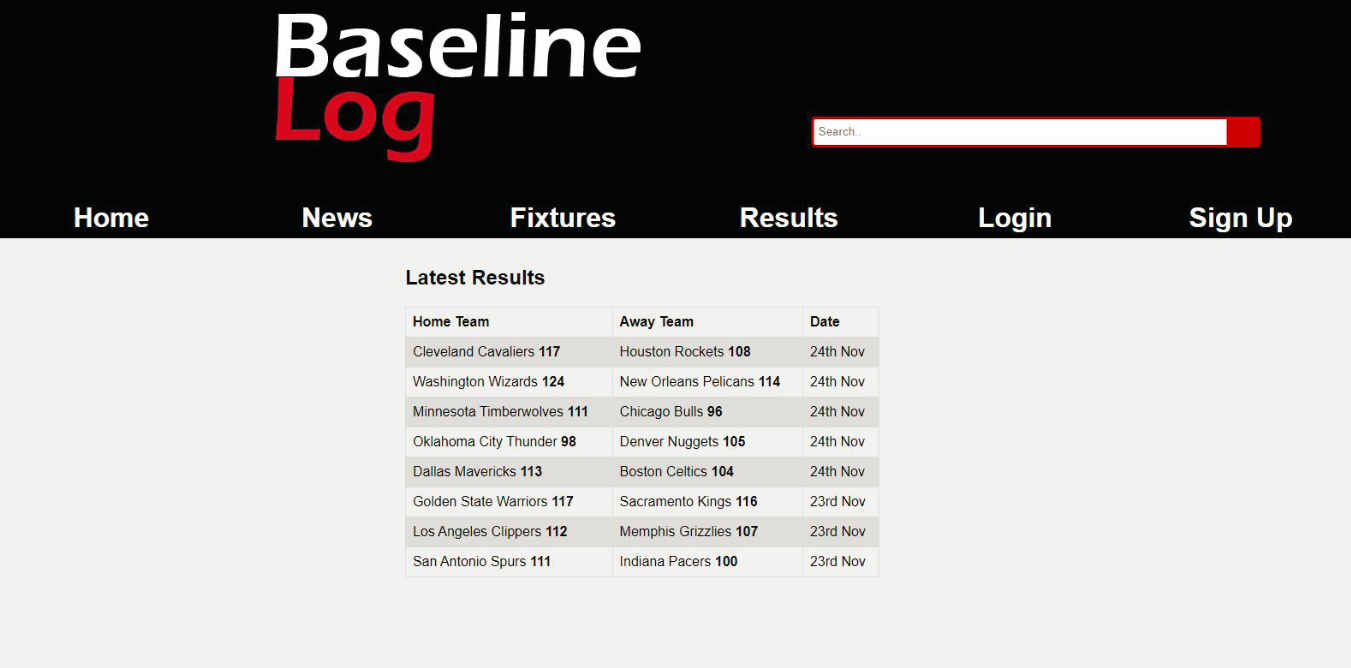 Baseline
Log
Search..
Home News Fixtures Results Login Sign Up
Latest Results
Home Team Away Team Date
Cleveland Cavaliers 117 Houston Rockets 108 24th Nov
Washington Wizards 124 New Orleans Pelicans 114 24th Nov
Minnesota Timberwolves 111 Chicago Bulls 96 24th Nov
Oklahoma City Thunder 98 Denver Nuggets 105 24th Nov
Dallas Mavericks 113 Boston Celtics 104 24th Nov
Golden State Warriors 117 Sacramento Kings 116 23rd Nov
Los Angeles Clippers 112 Memphis Grizzlies 107 23rd Nov
San Antonio Spurs 111 Indiana Pacers 100 23rd Nov